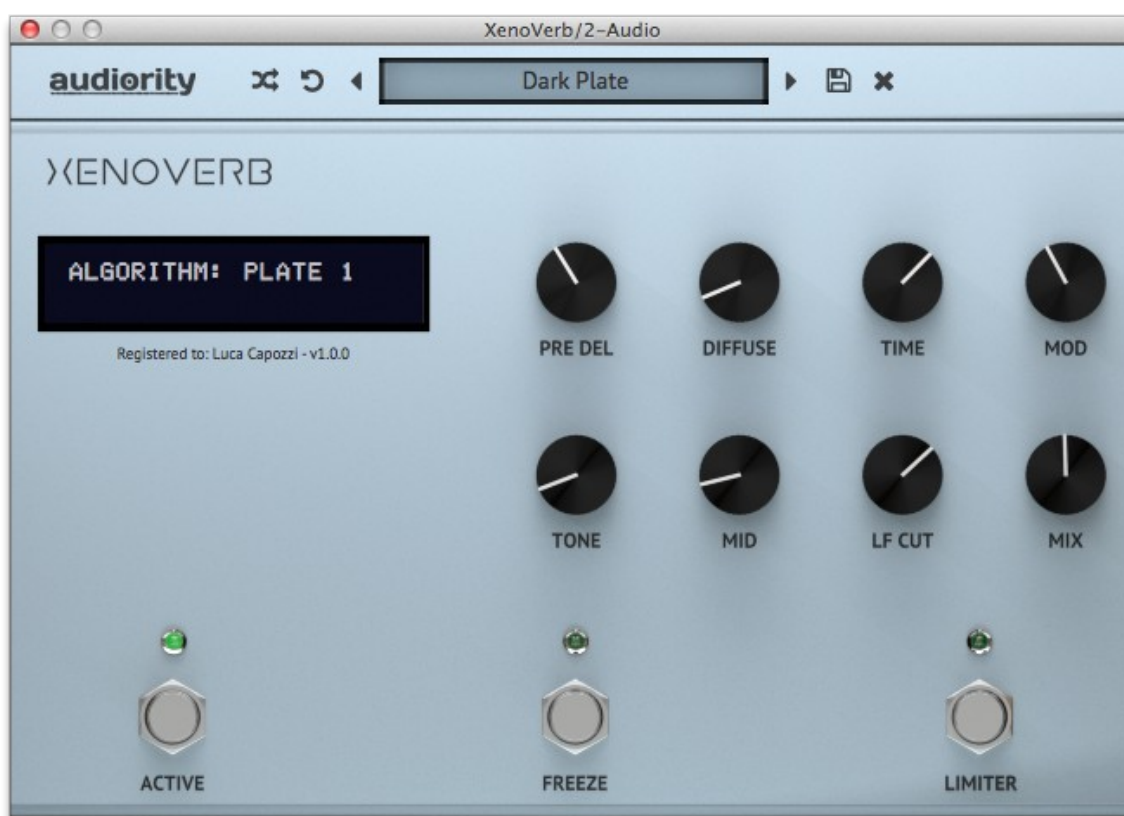 XenoVerb/2-Audio
audiority
Dark Plate
XENOVERB
ALGORITHM: PLATE 1
Registered to: Luca Capozzi - v1.0.0
PRE DEL
DIFFUSE
TIME
MOD
TONE
MID
LF CUT
MIX
ACTIVE
FREEZE
LIMITER